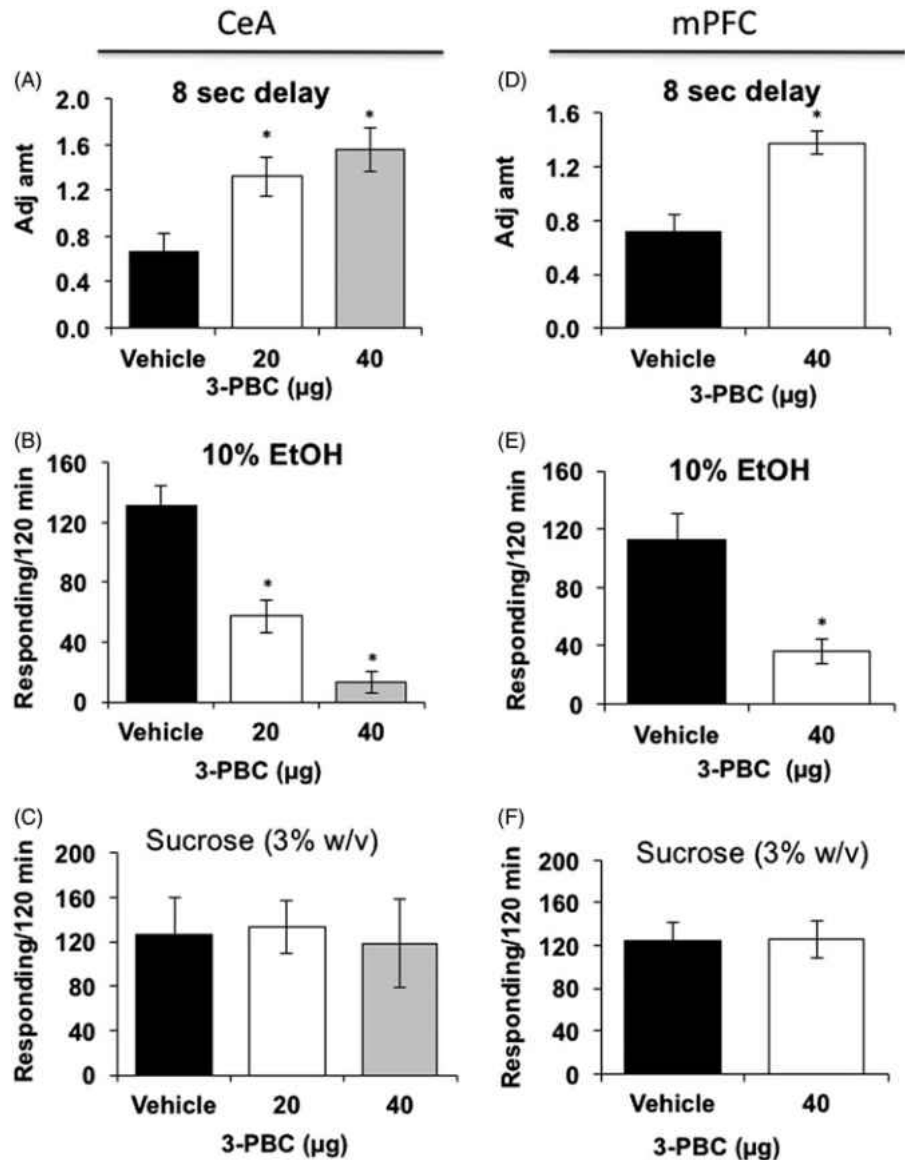 CeA
mPFC
(A)
8 sec delay
Adj amt
2.0
1.6
1.2
0.8
0.4
0.0
*
*
Vehicle
20
40
3-PBC (µg)
(B)
10% EtOH
Responding/120 min
160
120
80
40
0
*
*
Vehicle
20
40
3-PBC (µg)
(C)
Sucrose (3% w/v)
Responding/120 min
200
160
120
80
40
0
Vehicle
20
40
3-PBC (µg)
(D)
8 sec delay
Adj amt
1.6
1.2
0.8
0.4
0.0
*
Vehicle
40
3-PBC (µg)
(E)
10% EtOH
Responding/120 min
160
120
80
40
0
*
Vehicle
40
3-PBC (µg)
(F)
Sucrose (3% w/v)
Responding/120 min
200
160
120
80
40
0
Vehicle
40
3-PBC (µg)